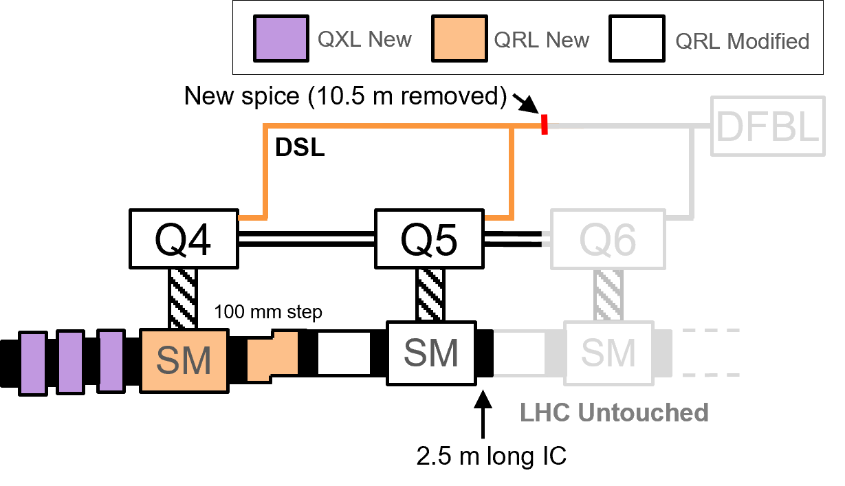 QXL New
QRL New
QRL Modified
New spice (10.5 m removed)
DFBL
DSL
Q4
Q5
Q6
100 mm step
SM
SM
SM
LHC Untouched
2.5 m long IC